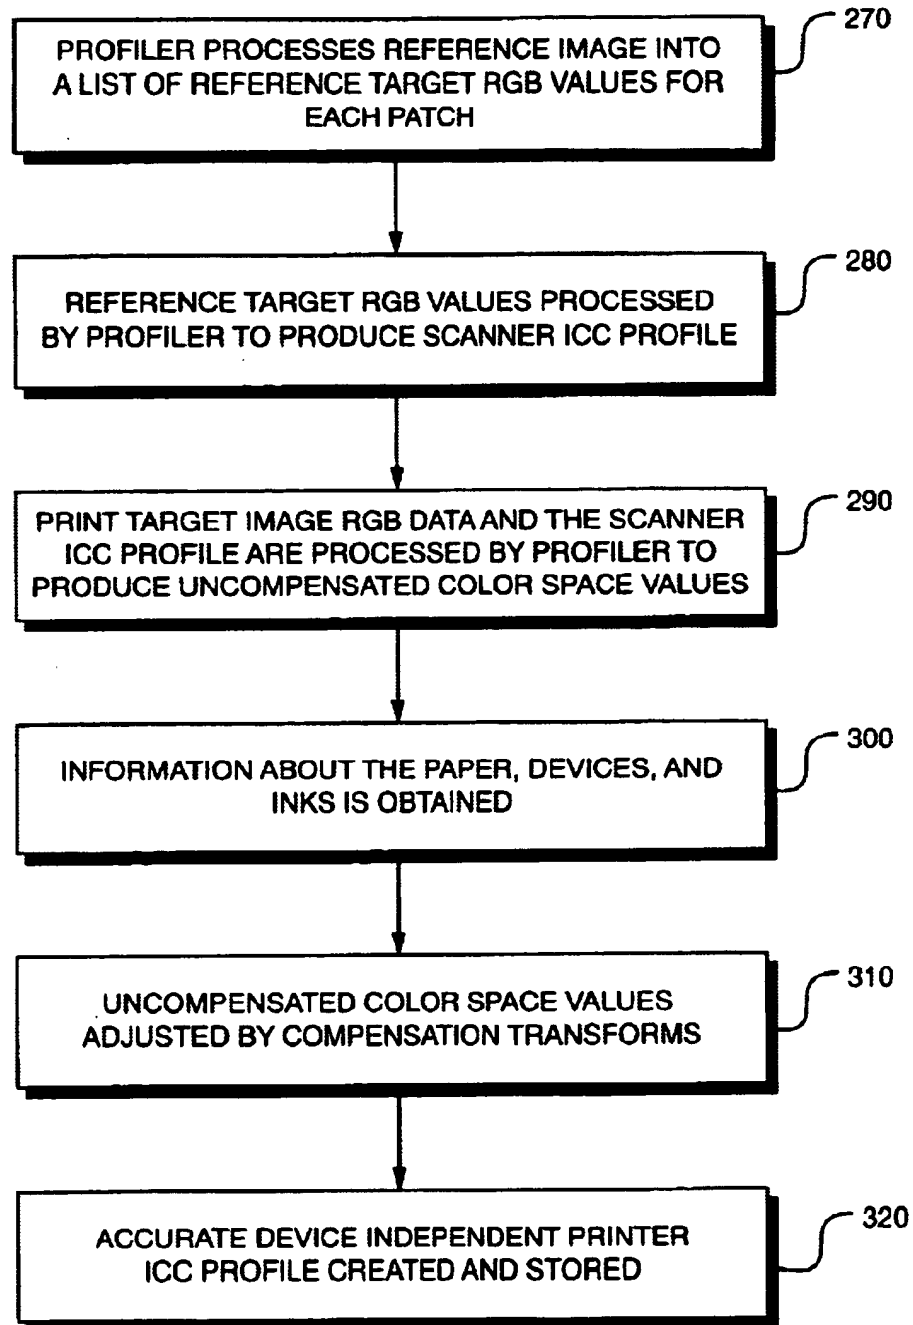 270
PROFILER PROCESSES REFERENCE IMAGE INTO
A LIST OF REFERENCE TARGET RGB VALUES FOR
EACH PATCH
280
REFERENCE TARGET RGB VALUES PROCESSED
BY PROFILER TO PRODUCE SCANNER ICC PROFILE
290
PRINT TARGET IMAGE RGB DATA AND THE SCANNER
ICC PROFILE ARE PROCESSED BY PROFILER TO
PRODUCE UNCOMPENSATED COLOR SPACE VALUES
300
INFORMATION ABOUT THE PAPER, DEVICES, AND
INKS IS OBTAINED
310
UNCOMPENSATED COLOR SPACE VALUES
ADJUSTED BY COMPENSATION TRANSFORMS
320
ACCURATE DEVICE INDEPENDENT PRINTER
ICC PROFILE CREATED AND STORED